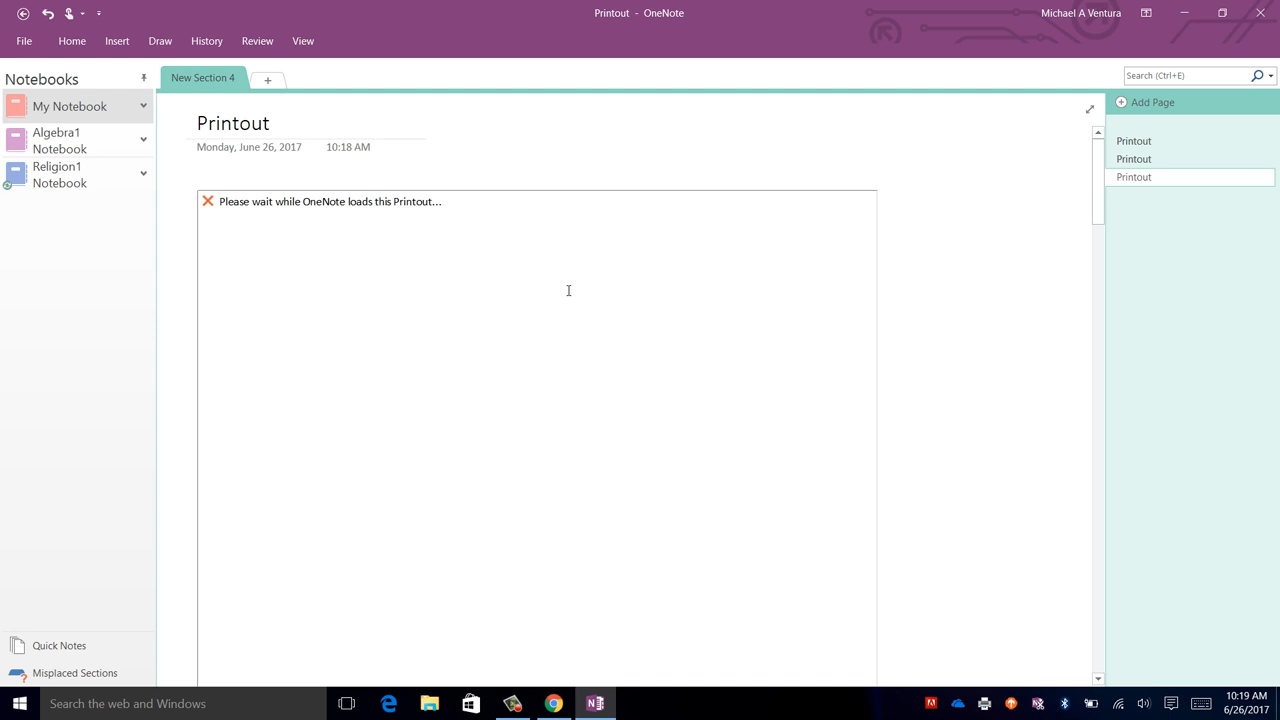 Printout - OneNote
Michael A Ventura
File Home Insert Draw History Review View
Notebooks
New Section 4
Search (Ctrl+E)
My Notebook
Algebra1
Notebook
Religion1
Notebook
Printout
Monday, June 26, 2017 10:18 AM
Please wait while OneNote loads this Printout...
Add Page
Printout
Printout
Printout
Quick Notes
Misplaced Sections
Search the web and Windows
10:19 AM
6/26/2017